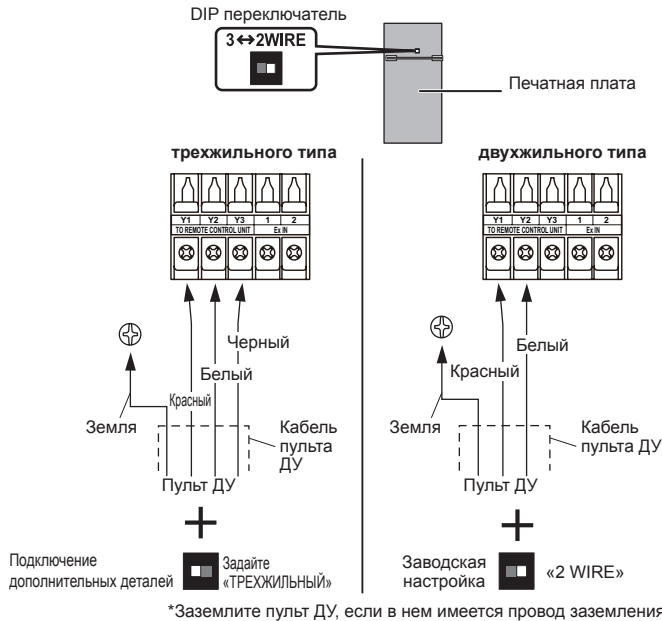 DIP переключатель
3↔2WIRE
Печатная плата
трехжильного типа
двухжильного типа
Y1 Y2 Y3 1 2
TO REMOTE CONTROL UNIT Ex IN
Y1 Y2 Y3 1 2
TO REMOTE CONTROL UNIT Ex IN
Черный
Белый
Красный
Земля
Кабель
пульта
ДУ
Пульт ДУ
Белый
Красный
Земля
Кабель
пульта ДУ
Пульт ДУ
+
+
Подключение
дополнительных деталей
Задайте
«ТРЕХЖИЛЬНЫЙ»
Заводская
настройка
«2 WIRE»
*Заземлите пульт ДУ, если в нем имеется провод заземления